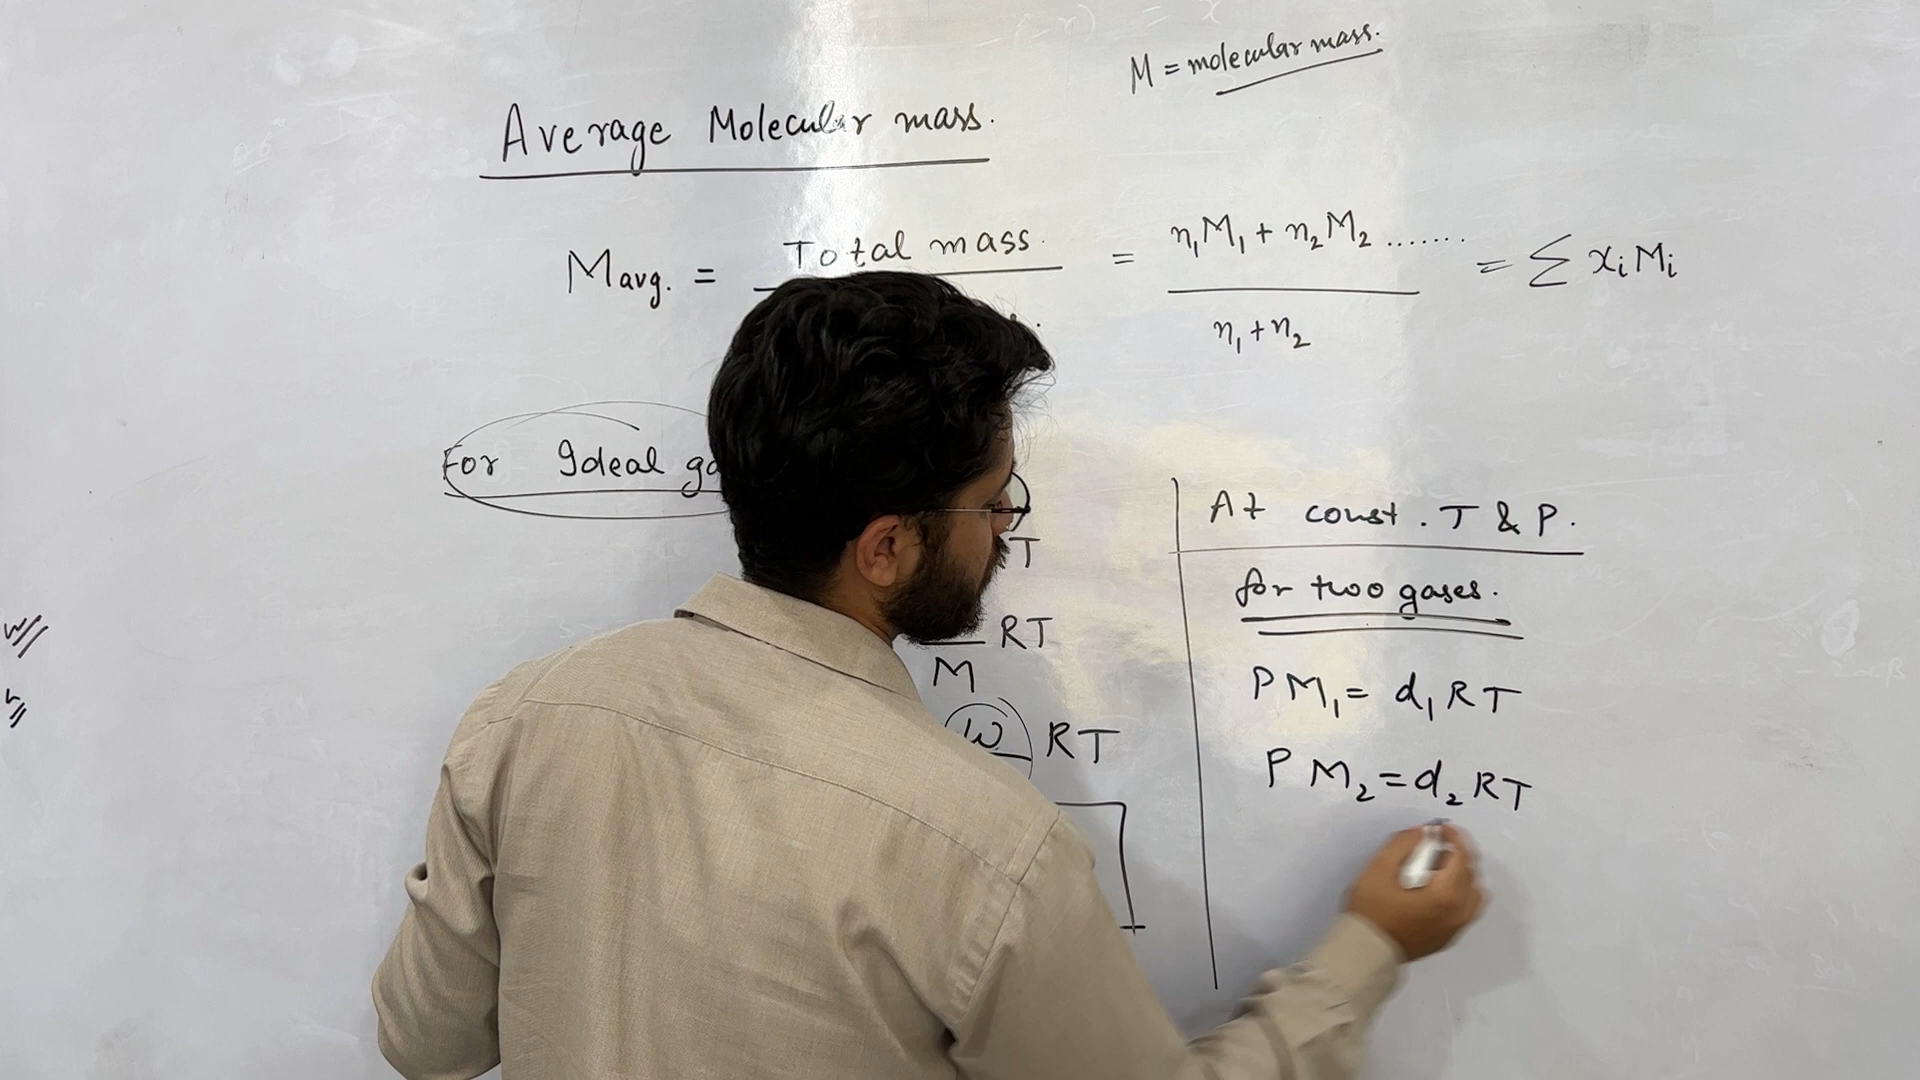 M = molecular mass.
Average Molecular mass.
Mavg. = Total mass. = n₁M₁ + n₂M₂ ....... = Σ xᵢMᵢ
n₁ + n₂
For Ideal
T
RT
M
W RT
At const. T & P.
for two gases.
PM₁ = d₁RT
PM₂ = d₂RT